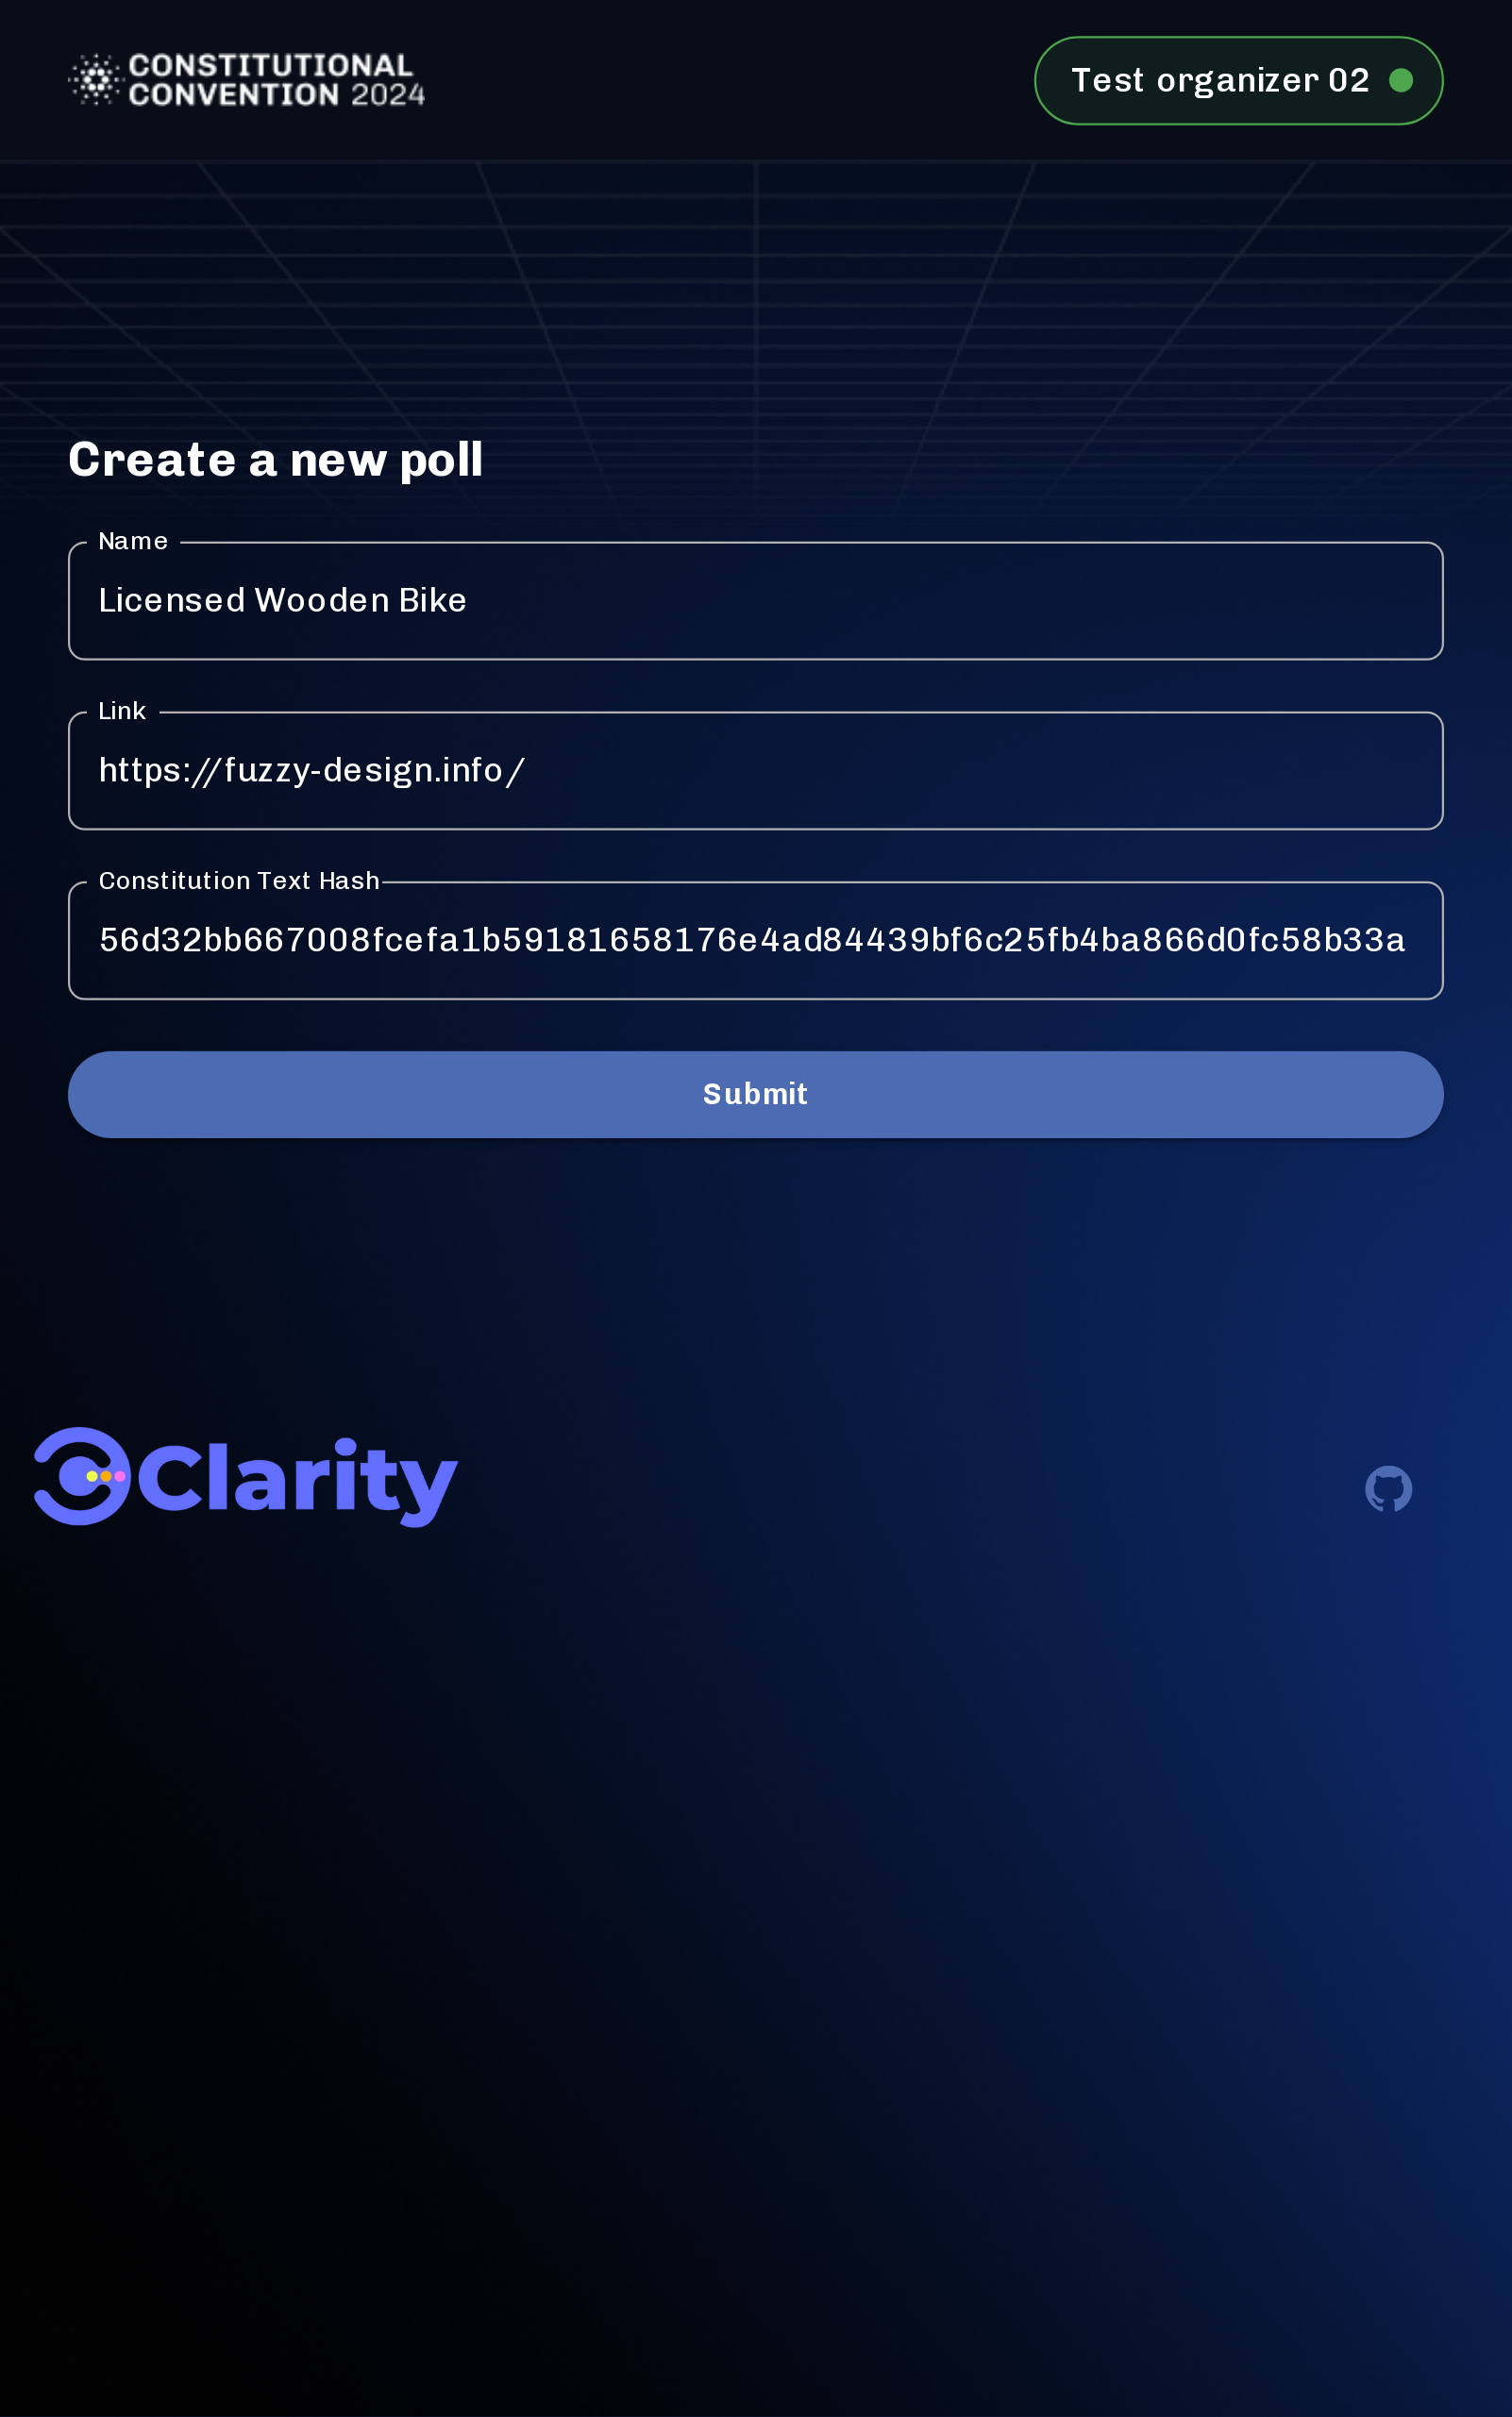 CONSTITUTIONAL
CONVENTION 2024
Test organizer 02
Create a new poll
Name
Licensed Wooden Bike
Link
https://fuzzy-design.info/
Constitution Text Hash
56d32bb667008fcefa1b59181658176e4ad84439bf6c25fb4ba866d0fc58b33a
Submit
Clarity